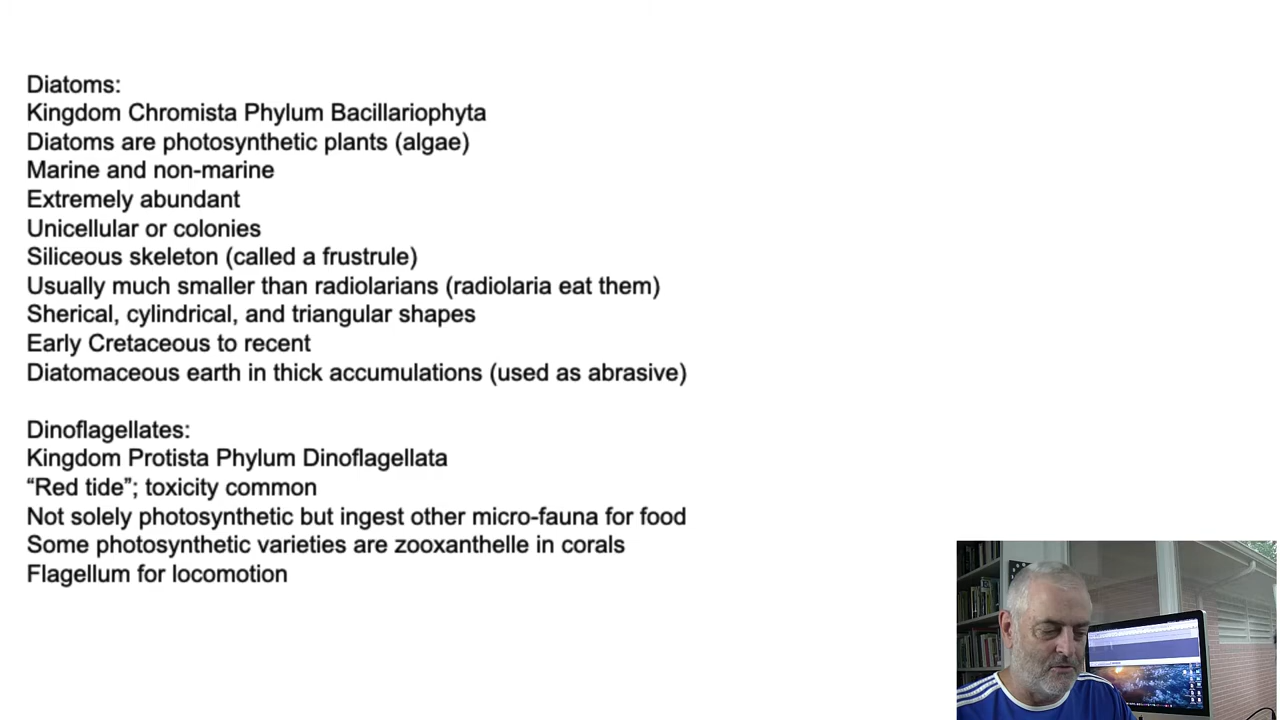 Diatoms:
Kingdom Chromista Phylum Bacillariophyta
Diatoms are photosynthetic plants (algae)
Marine and non-marine
Extremely abundant
Unicellular or colonies
Siliceous skeleton (called a frustrule)
Usually much smaller than radiolarians (radiolaria eat them)
Sherical, cylindrical, and triangular shapes
Early Cretaceous to recent
Diatomaceous earth in thick accumulations (used as abrasive)
Dinoflagellates:
Kingdom Protista Phylum Dinoflagellata
“Red tide”; toxicity common
Not solely photosynthetic but ingest other micro-fauna for food
Some photosynthetic varieties are zooxanthelle in corals
Flagellum for locomotion